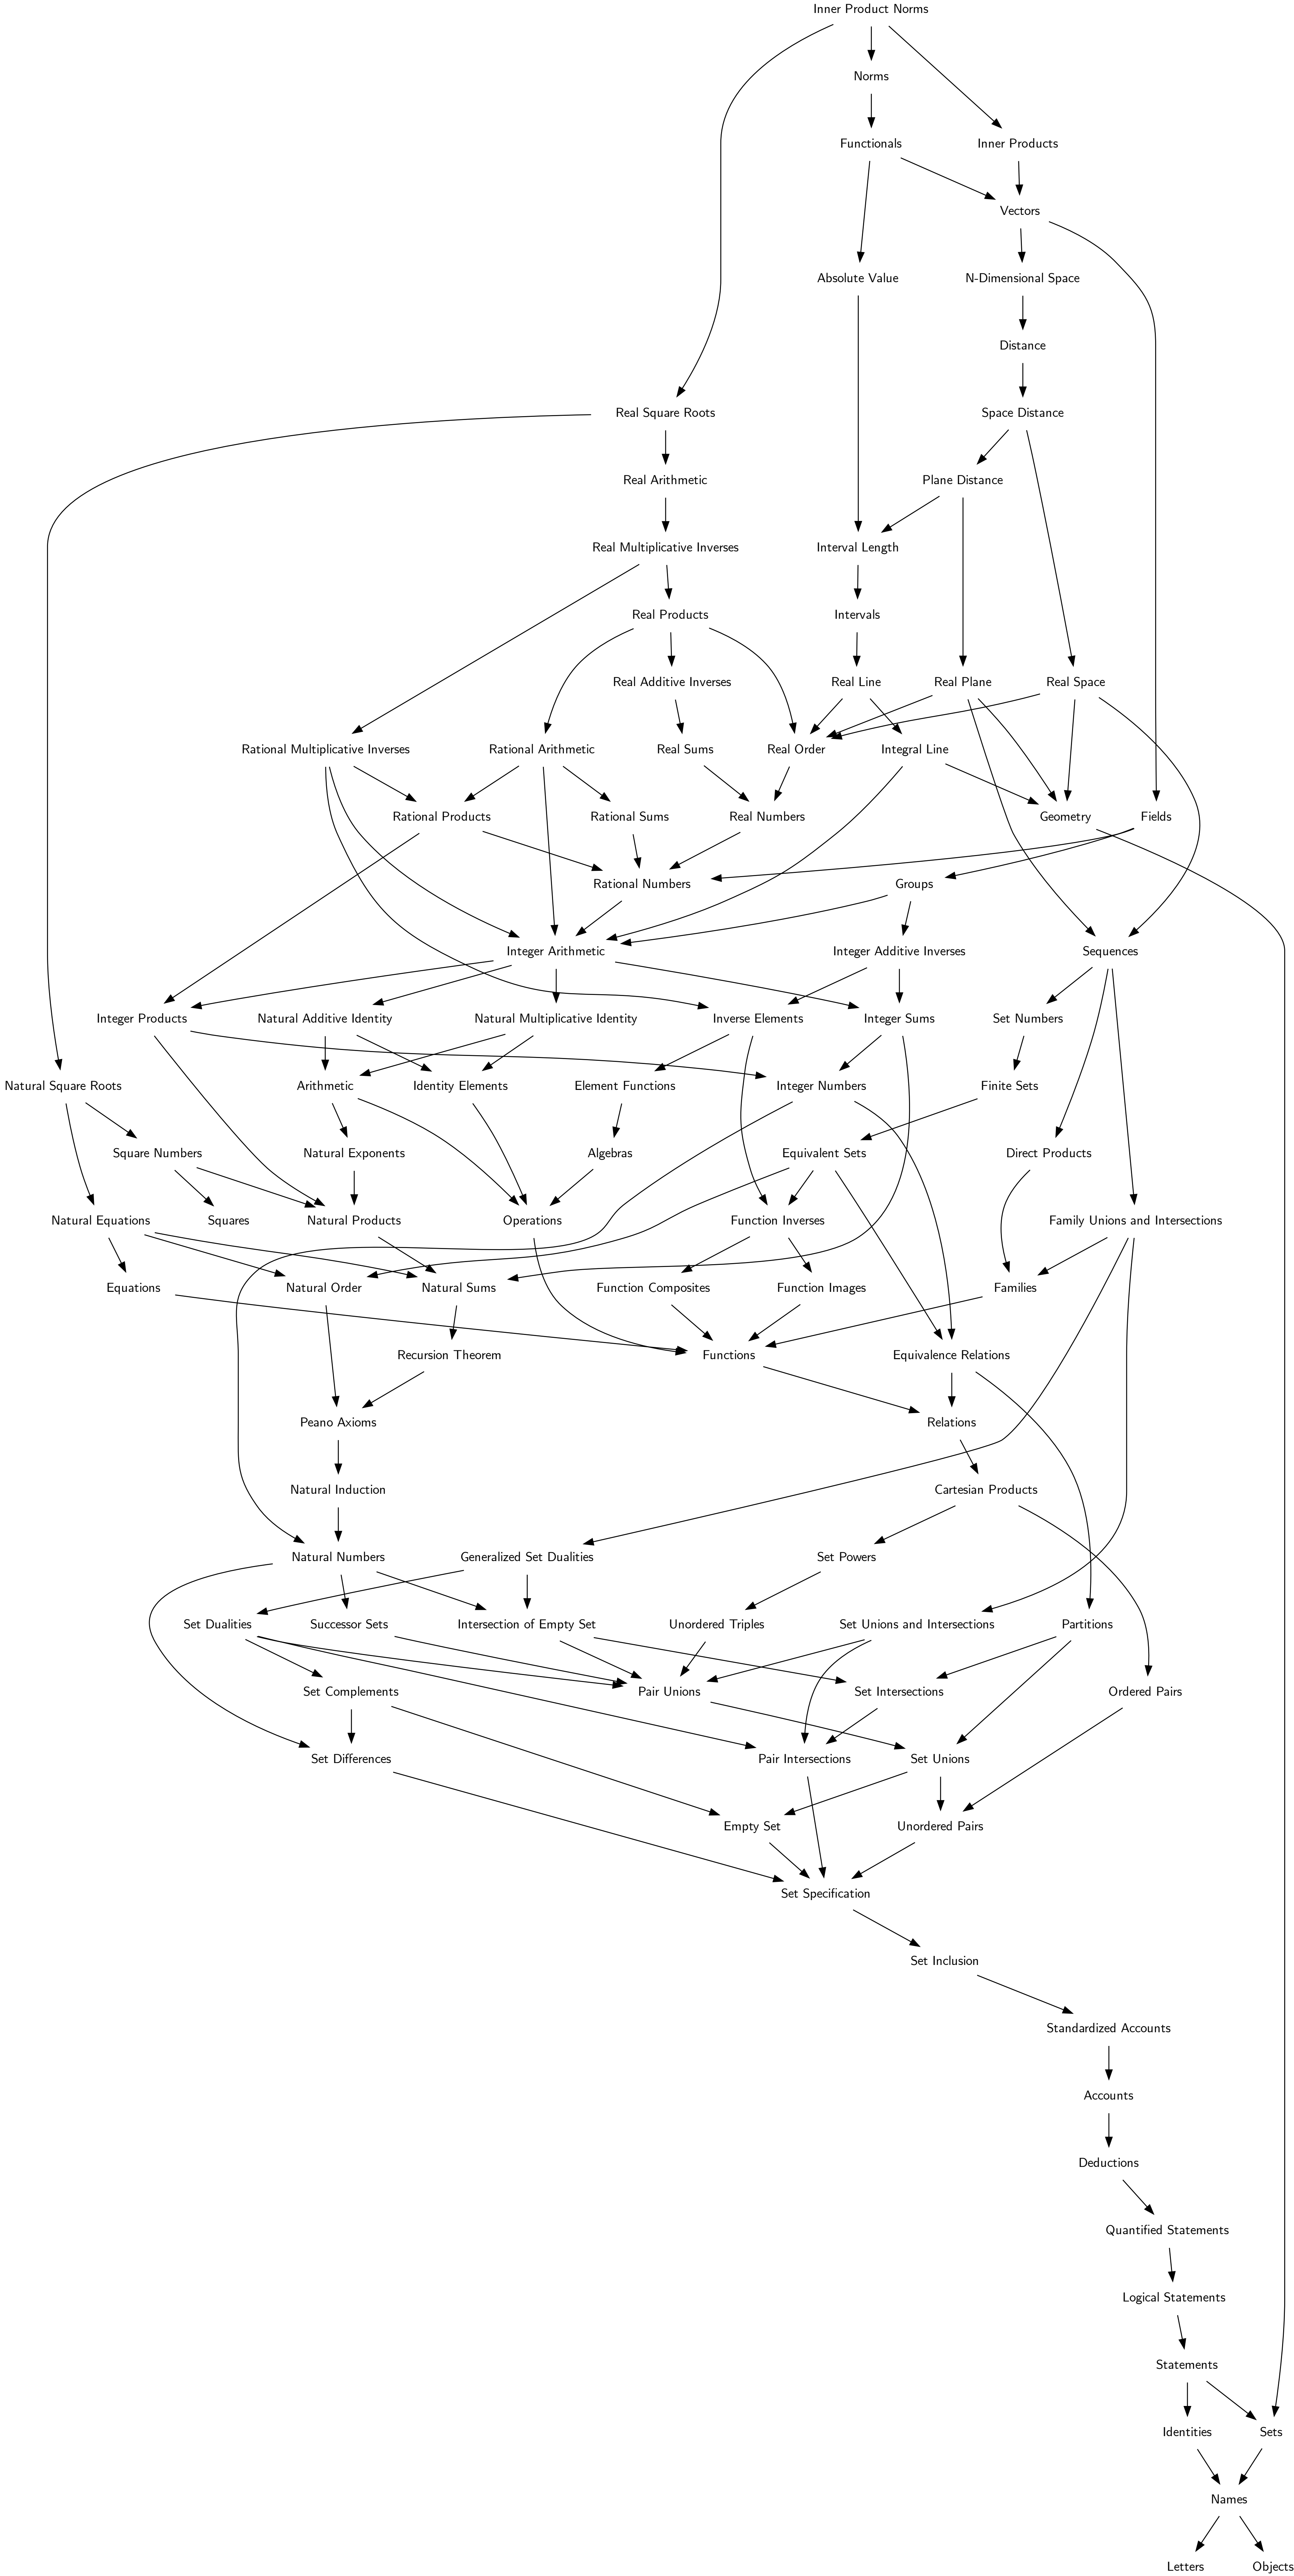 Inner Product Norms
Norms
Functionals
Inner Products
Vectors
Absolute Value
N-Dimensional Space
Distance
Real Square Roots
Space Distance
Real Arithmetic
Plane Distance
Real Multiplicative Inverses
Interval Length
Real Products
Intervals
Real Additive Inverses
Real Line
Real Plane
Real Space
Rational Multiplicative Inverses
Rational Arithmetic
Real Sums
Real Order
Integral Line
Rational Products
Rational Sums
Real Numbers
Geometry
Fields
Rational Numbers
Groups
Integer Arithmetic
Integer Additive Inverses
Sequences
Integer Products
Natural Additive Identity
Natural Multiplicative Identity
Inverse Elements
Integer Sums
Set Numbers
Natural Square Roots
Arithmetic
Identity Elements
Element Functions
Integer Numbers
Finite Sets
Square Numbers
Natural Exponents
Algebras
Equivalent Sets
Direct Products
Natural Equations
Squares
Natural Products
Operations
Function Inverses
Family Unions and Intersections
Equations
Natural Order
Natural Sums
Function Composites
Function Images
Families
Recursion Theorem
Functions
Equivalence Relations
Peano Axioms
Relations
Natural Induction
Cartesian Products
Natural Numbers
Generalized Set Dualities
Set Powers
Set Dualities
Successor Sets
Intersection of Empty Set
Unordered Triples
Set Unions and Intersections
Partitions
Set Complements
Pair Unions
Set Intersections
Ordered Pairs
Set Differences
Pair Intersections
Set Unions
Empty Set
Unordered Pairs
Set Specification
Set Inclusion
Standardized Accounts
Accounts
Deductions
Quantified Statements
Logical Statements
Statements
Identities
Sets
Names
Letters
Objects